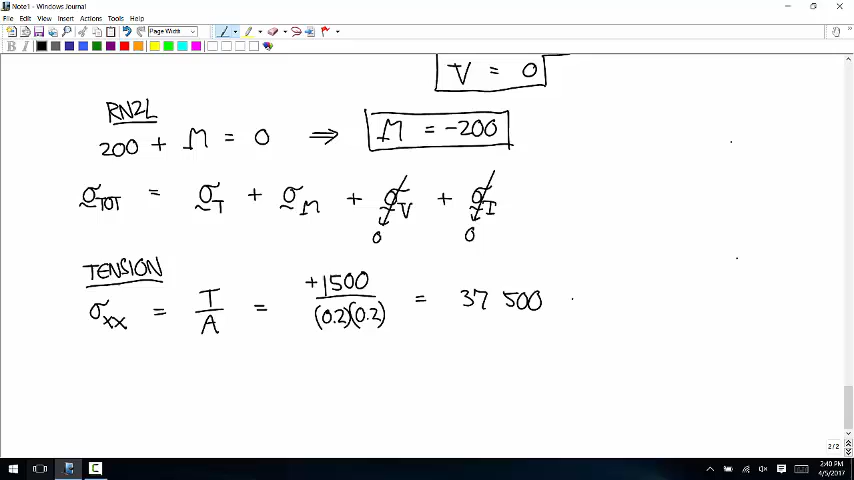 Note1 - Windows Journal
File Edit View Insert Actions Tools Help
Page Width
B I
V = 0
RN2L
200 + M = 0 ⇒ M = -200
σTOT = σT + σM + σV + σI
0 0
TENSION
σxx = T/A = +1500/(0.2)(0.2) = 37 500
2/2
2:40 PM
4/5/2017